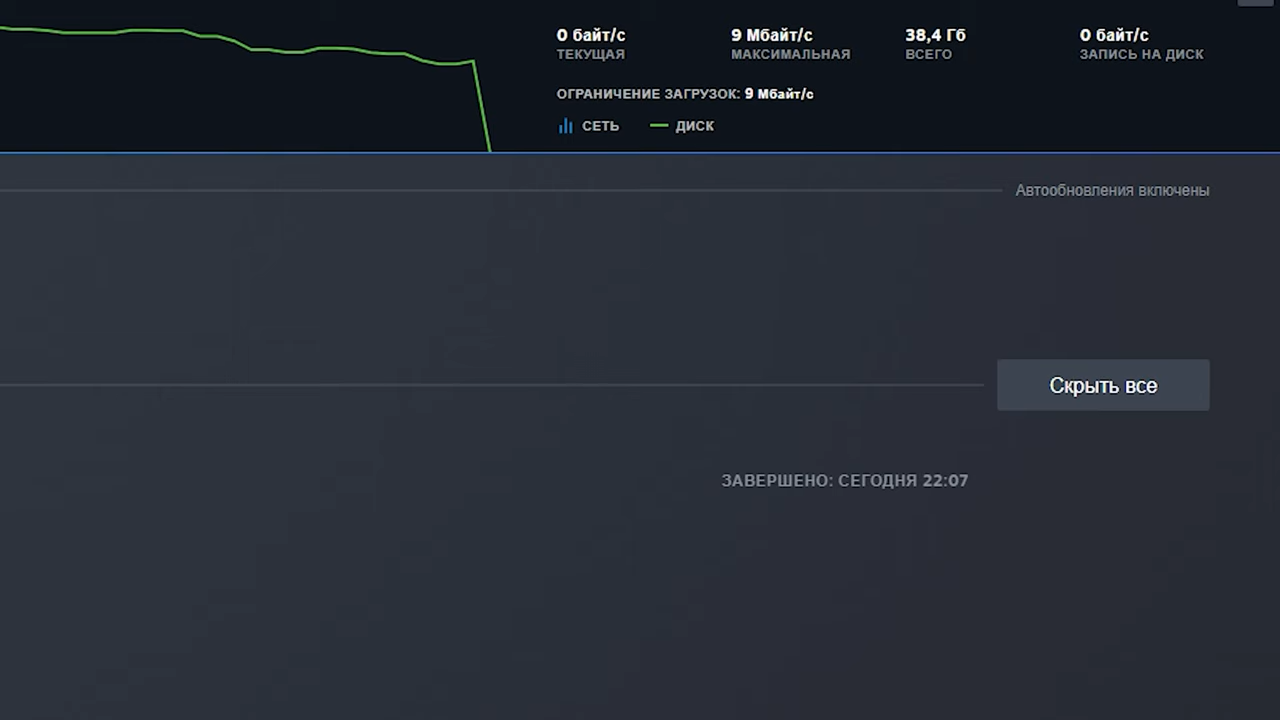 0 байт/с 9 Мбайт/с 38,4 Гб 0 байт/с
ТЕКУЩАЯ МАКСИМАЛЬНАЯ ВСЕГО ЗАПИСЬ НА ДИСК
ОГРАНИЧЕНИЕ ЗАГРУЗОК: 9 Мбайт/с
СЕТЬ ДИСК
Автообновления включены
Скрыть все
ЗАВЕРШЕНО: СЕГОДНЯ 22:07